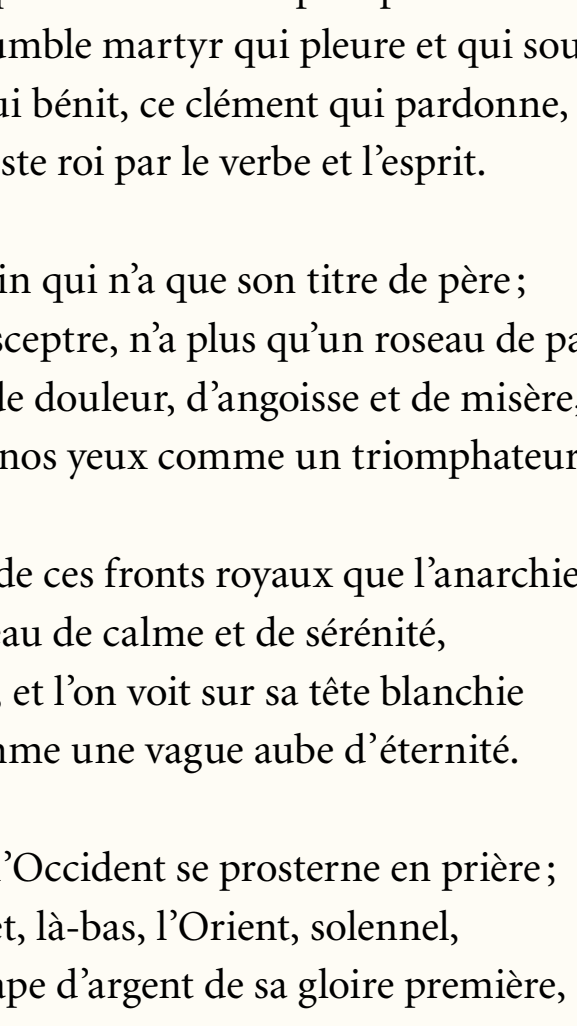 umble martyr qui pleure et qui sou
ui bénit, ce clément qui pardonne,
ste roi par le verbe et l’esprit.
in qui n’a que son titre de père ;
sceptre, n’a plus qu’un roseau de pa
de douleur, d’angoisse et de misère,
nos yeux comme un triomphateur
de ces fronts royaux que l’anarchie
eau de calme et de sérénité,
, et l’on voit sur sa tête blanchie
mme une vague aube d’éternité.
l’Occident se prosterne en prière ;
et, là-bas, l’Orient, solennel,
ape d’argent de sa gloire première,